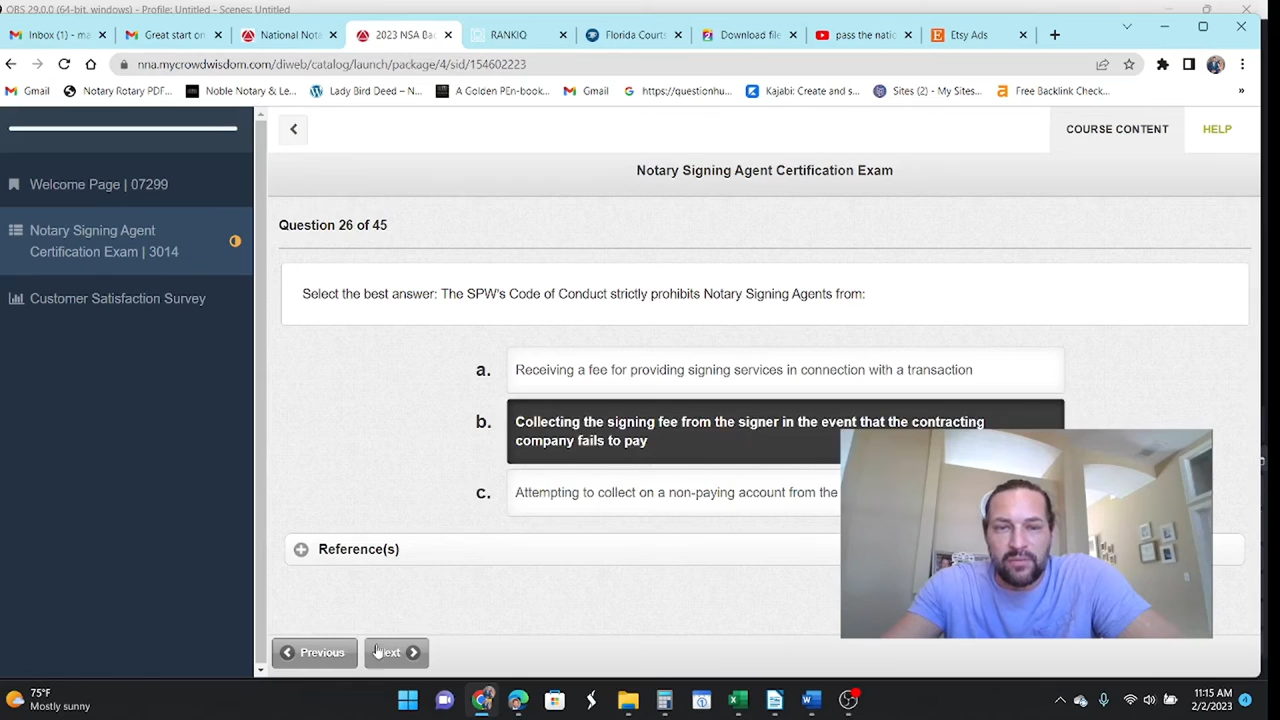 OBS 29.0.0 (64-bit, windows) - Profile: Untitled - Scenes: Untitled
Inbox (1) - ma
Great start on
National Nota
2023 NSA Bac
RANKIQ
Florida Courts
Download file
pass the natio
Etsy Ads
nna.mycrowdwisdom.com/diweb/catalog/launch/package/4/sid/154602223
Gmail
Notary Rotary PDF...
Noble Notary & Le...
Lady Bird Deed – N...
A Golden PEn-book...
Gmail
https://questionhu...
Kajabi: Create and s...
Sites (2) - My Sites...
Free Backlink Check...
»
COURSE CONTENT
HELP
Notary Signing Agent Certification Exam
Welcome Page | 07299
Notary Signing Agent
Certification Exam | 3014
Customer Satisfaction Survey
Question 26 of 45
Select the best answer: The SPW's Code of Conduct strictly prohibits Notary Signing Agents from:
a. Receiving a fee for providing signing services in connection with a transaction
b. Collecting the signing fee from the signer in the event that the contracting
company fails to pay
c. Attempting to collect on a non-paying account from the
Reference(s)
Previous
Next
75°F
Mostly sunny
11:15 AM
2/2/2023